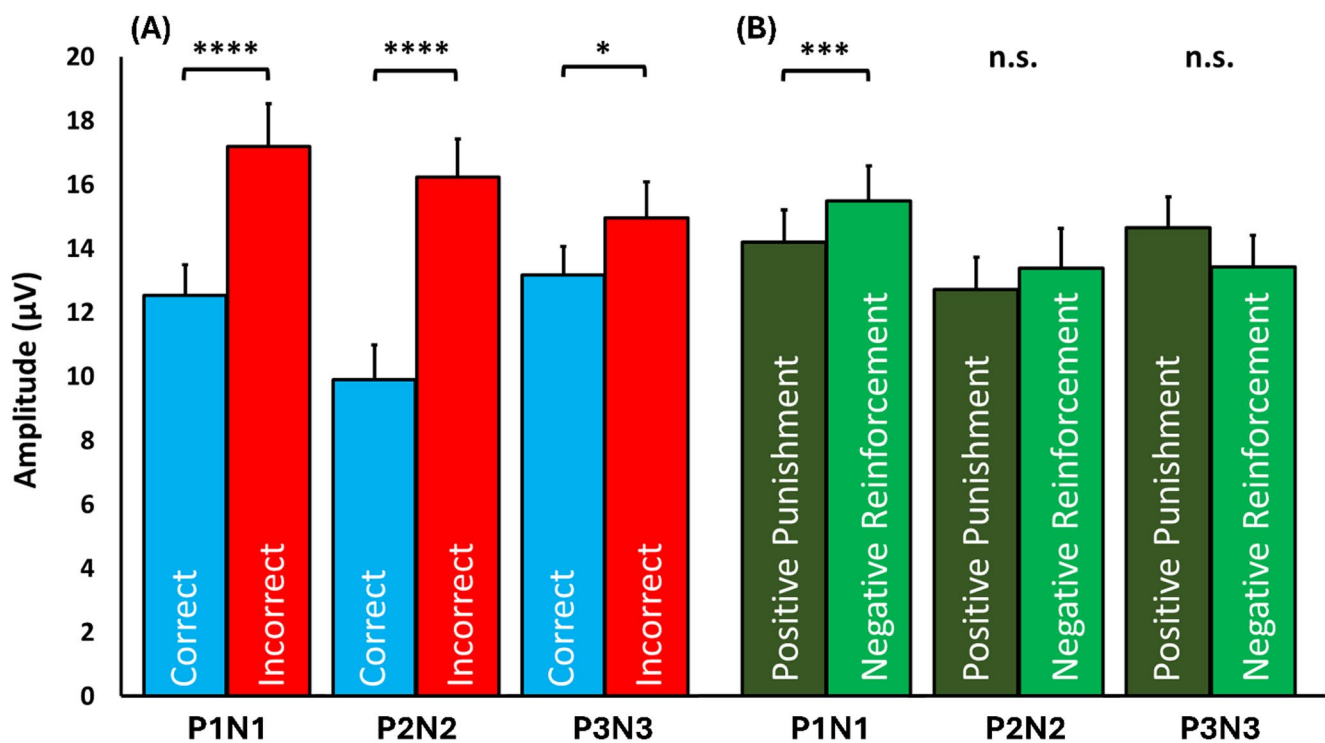 (A) (B)
**** **** * *** n.s. n.s.
20
18
16
14
12
10
8
6
4
2
0
Amplitude (µV)
Correct
Incorrect
Correct
Incorrect
Correct
Incorrect
Positive Punishment
Negative Reinforcement
Positive Punishment
Negative Reinforcement
Positive Punishment
Negative Reinforcement
P1N1 P2N2 P3N3 P1N1 P2N2 P3N3